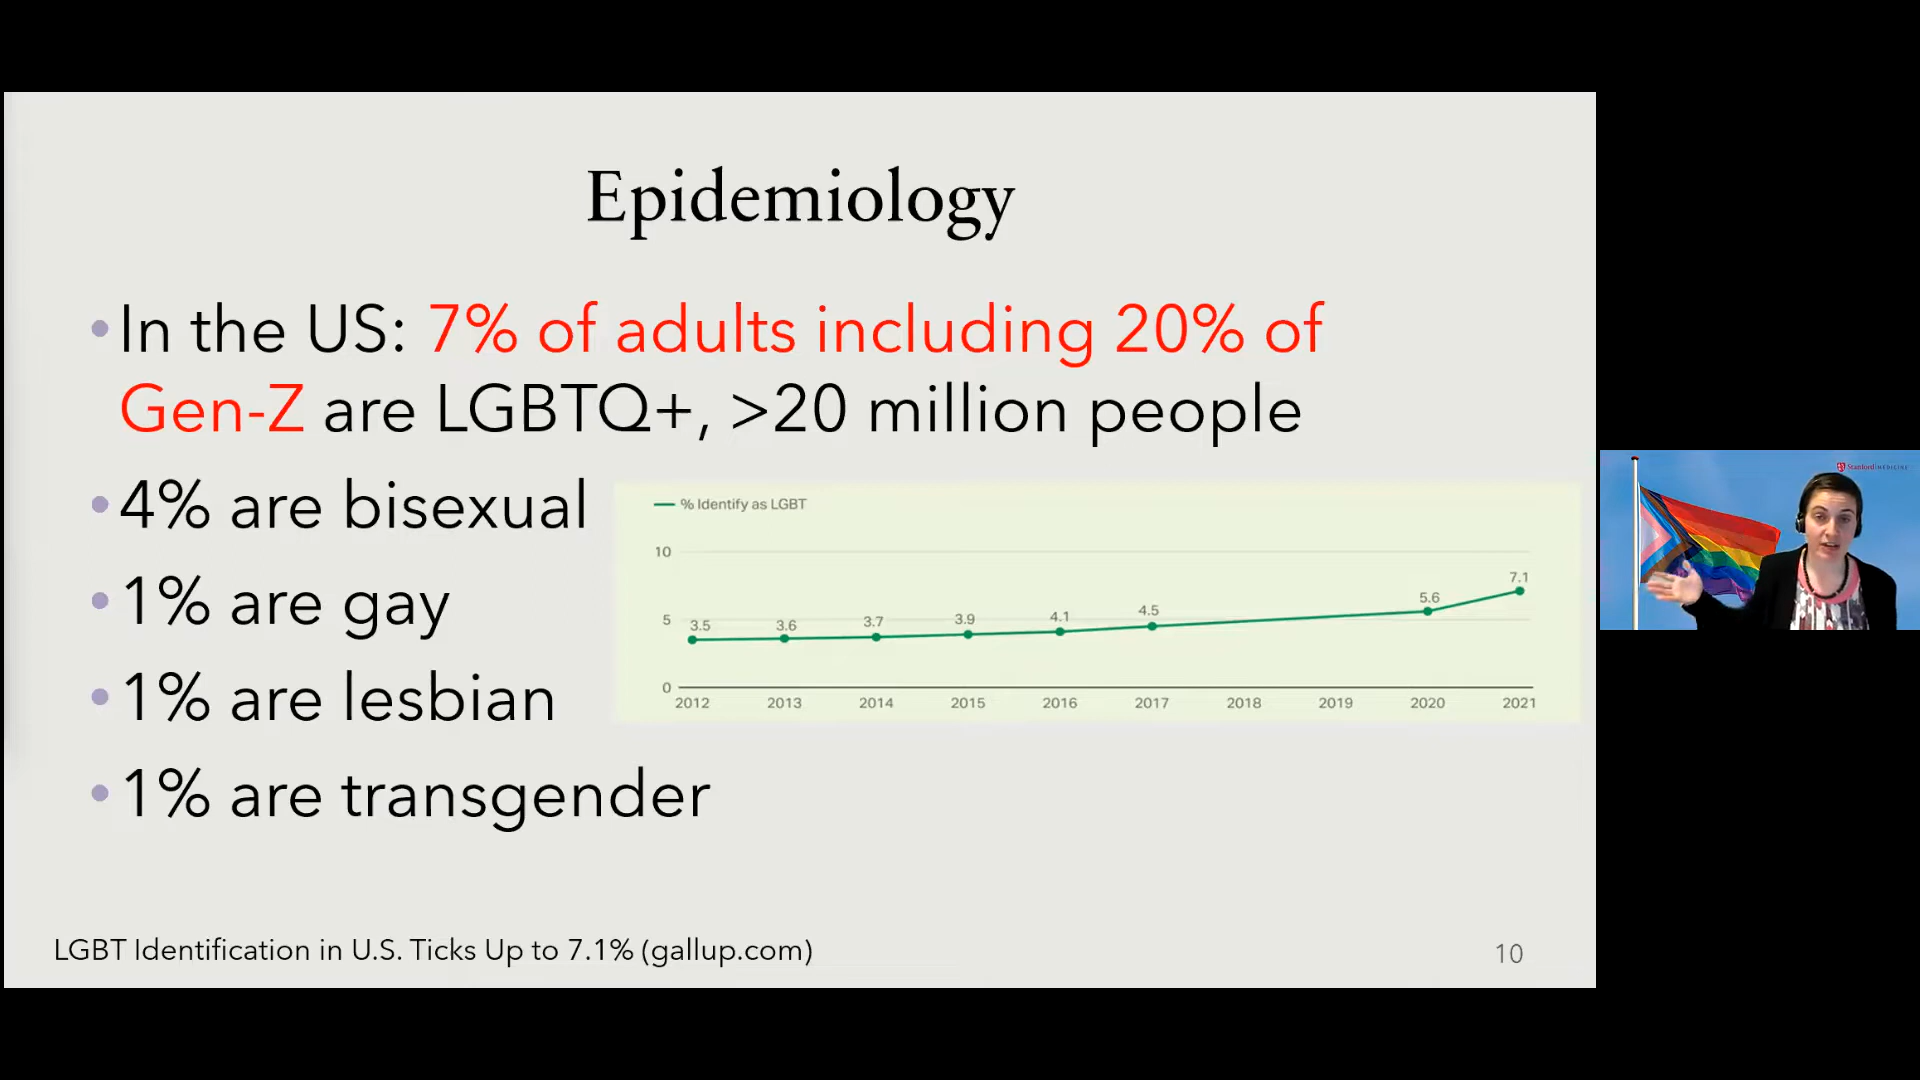 Epidemiology
•In the US: 7% of adults including 20% of
Gen-Z are LGBTQ+, >20 million people
•4% are bisexual
•1% are gay
•1% are lesbian
•1% are transgender
% Identify as LGBT
10
5
0
3.5 3.6 3.7 3.9 4.1 4.5 5.6 7.1
2012 2013 2014 2015 2016 2017 2018 2019 2020 2021
LGBT Identification in U.S. Ticks Up to 7.1% (gallup.com)
10
Stanford MEDICINE